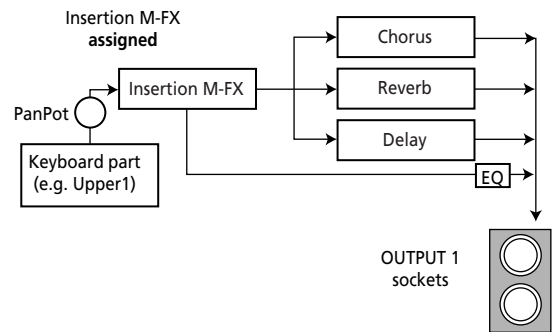 Insertion M-FX
assigned
Chorus
Insertion M-FX
Reverb
PanPot
Delay
Keyboard part
(e.g. Upper1)
EQ
OUTPUT 1
sockets